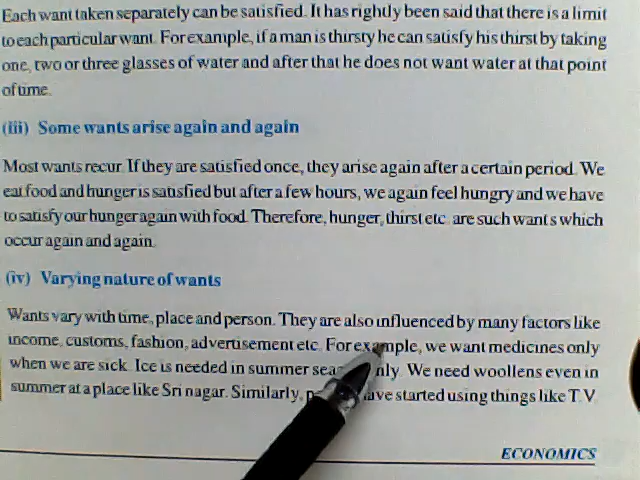 Each want taken separately can be satisfied. It has rightly been said that there is a limit
to each particular want. For example, if a man is thirsty he can satisfy his thirst by taking
one, two or three glasses of water and after that he does not want water at that point
of time.
(iii) Some wants arise again and again
Most wants recur. If they are satisfied once, they arise again after a certain period. We
eat food and hunger is satisfied but after a few hours, we again feel hungry and we have
to satisfy our hunger again with food. Therefore, hunger, thirst etc. are such wants which
occur again and again.
(iv) Varying nature of wants
Wants vary with time, place and person. They are also influenced by many factors like
income, customs, fashion, advertisement etc. For example, we want medicines only
when we are sick. Ice is needed in summer We need woollens even in
summer at a place like Sri nagar. Similarly, have started using things like T.V.
ECONOMICS